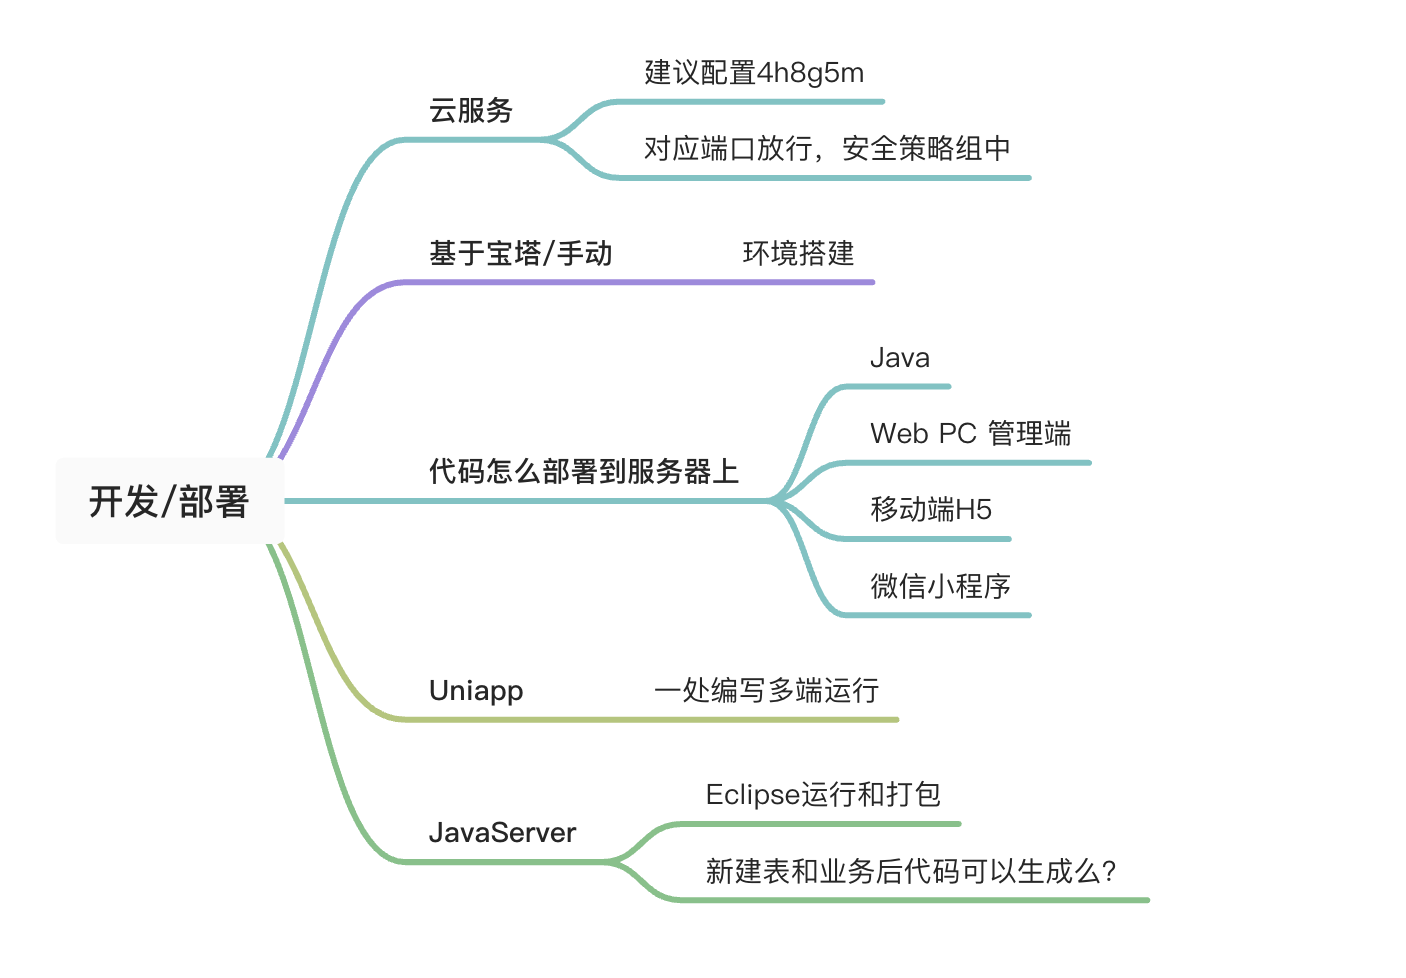 建议配置4h8g5m
云服务
对应端口放行，安全策略组中
基于宝塔/手动 环境搭建
Java
Web PC 管理端
代码怎么部署到服务器上
开发/部署
移动端H5
微信小程序
Uniapp 一处编写多端运行
Eclipse运行和打包
JavaServer
新建表和业务后代码可以生成么？